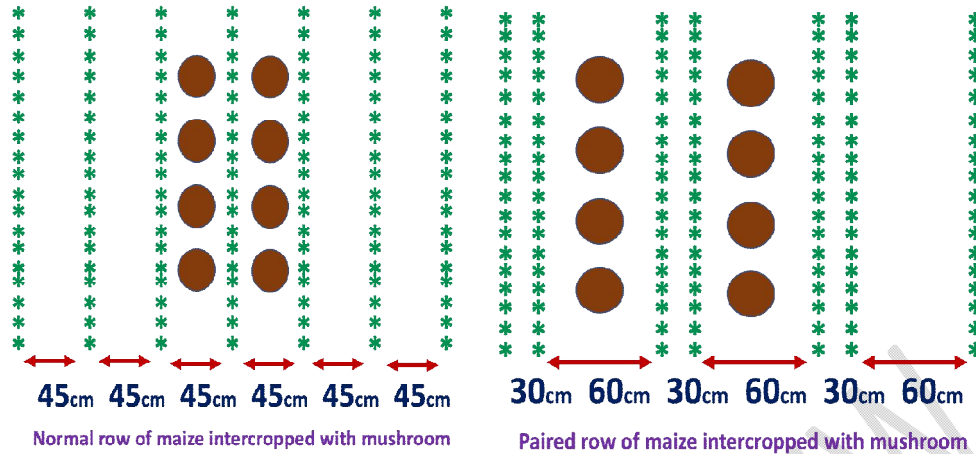 45cm 45cm 45cm 45cm 45cm 45cm
Normal row of maize intercropped with mushroom
30cm 60cm 30cm 60cm 30cm 60cm
Paired row of maize intercropped with mushroom